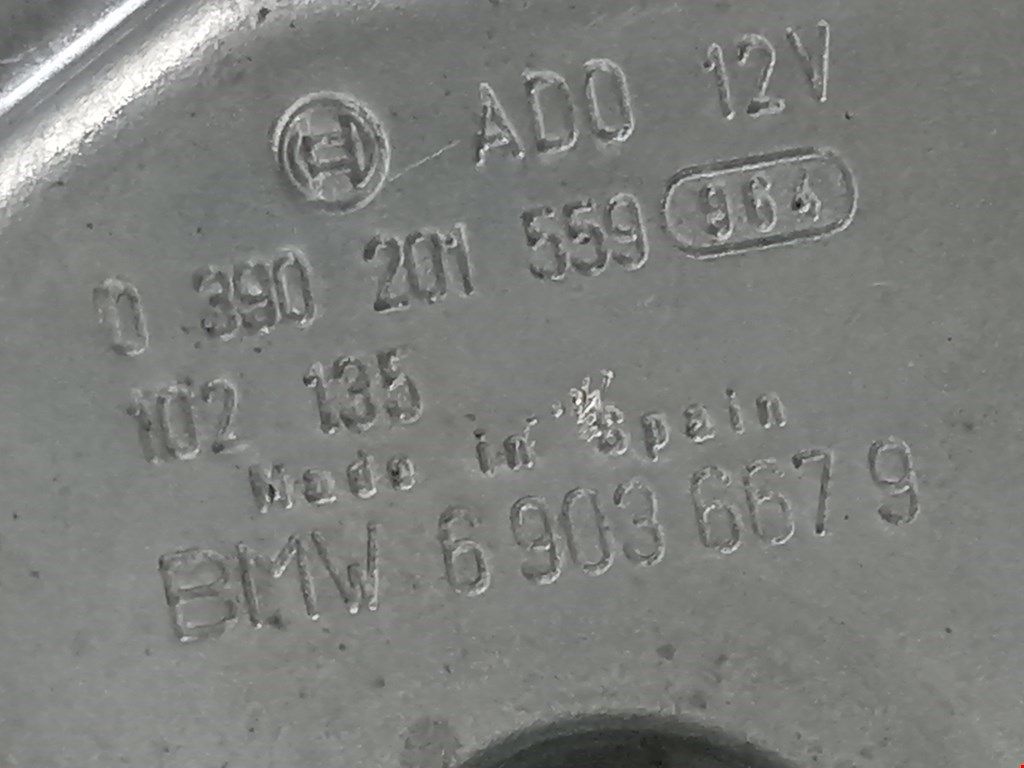 ADO 12V
0 390 201 559 964
102 135
Made in Spain
BMW 6 903 667 9